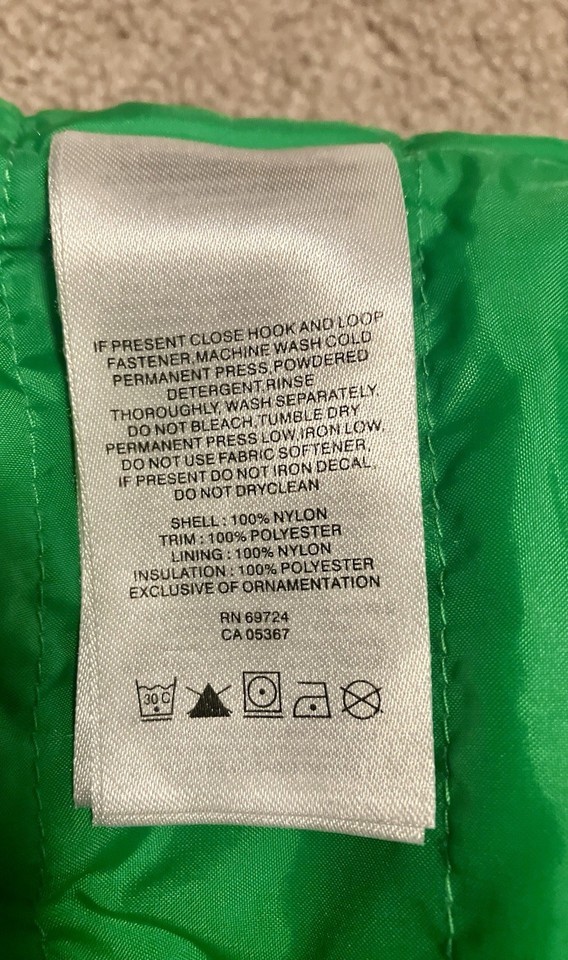 IF PRESENT CLOSE HOOK AND LOOP
FASTENER,MACHINE WASH COLD
PERMANENT PRESS,POWDERED
DETERGENT,RINSE
THOROUGHLY, WASH SEPARATELY,
DO NOT BLEACH,TUMBLE DRY
PERMANENT PRESS LOW,IRON LOW,
DO NOT USE FABRIC SOFTENER,
IF PRESENT DO NOT IRON DECAL,
DO NOT DRYCLEAN
SHELL : 100% NYLON
TRIM : 100% POLYESTER
LINING : 100% NYLON
INSULATION : 100% POLYESTER
EXCLUSIVE OF ORNAMENTATION
RN 69724
CA 05367
30 C